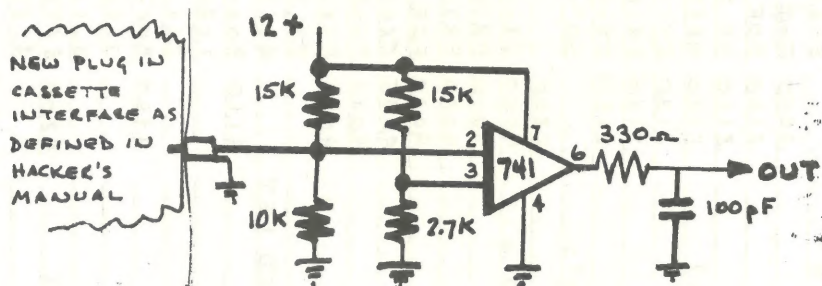 NEW PLUG IN
CASSETTE
INTERFACE AS
DEFINED IN
HACKER'S
MANUAL
12+
15K
15K
10K
2.7K
2
3
741
7
4
6
330Ω
100pF
OUT